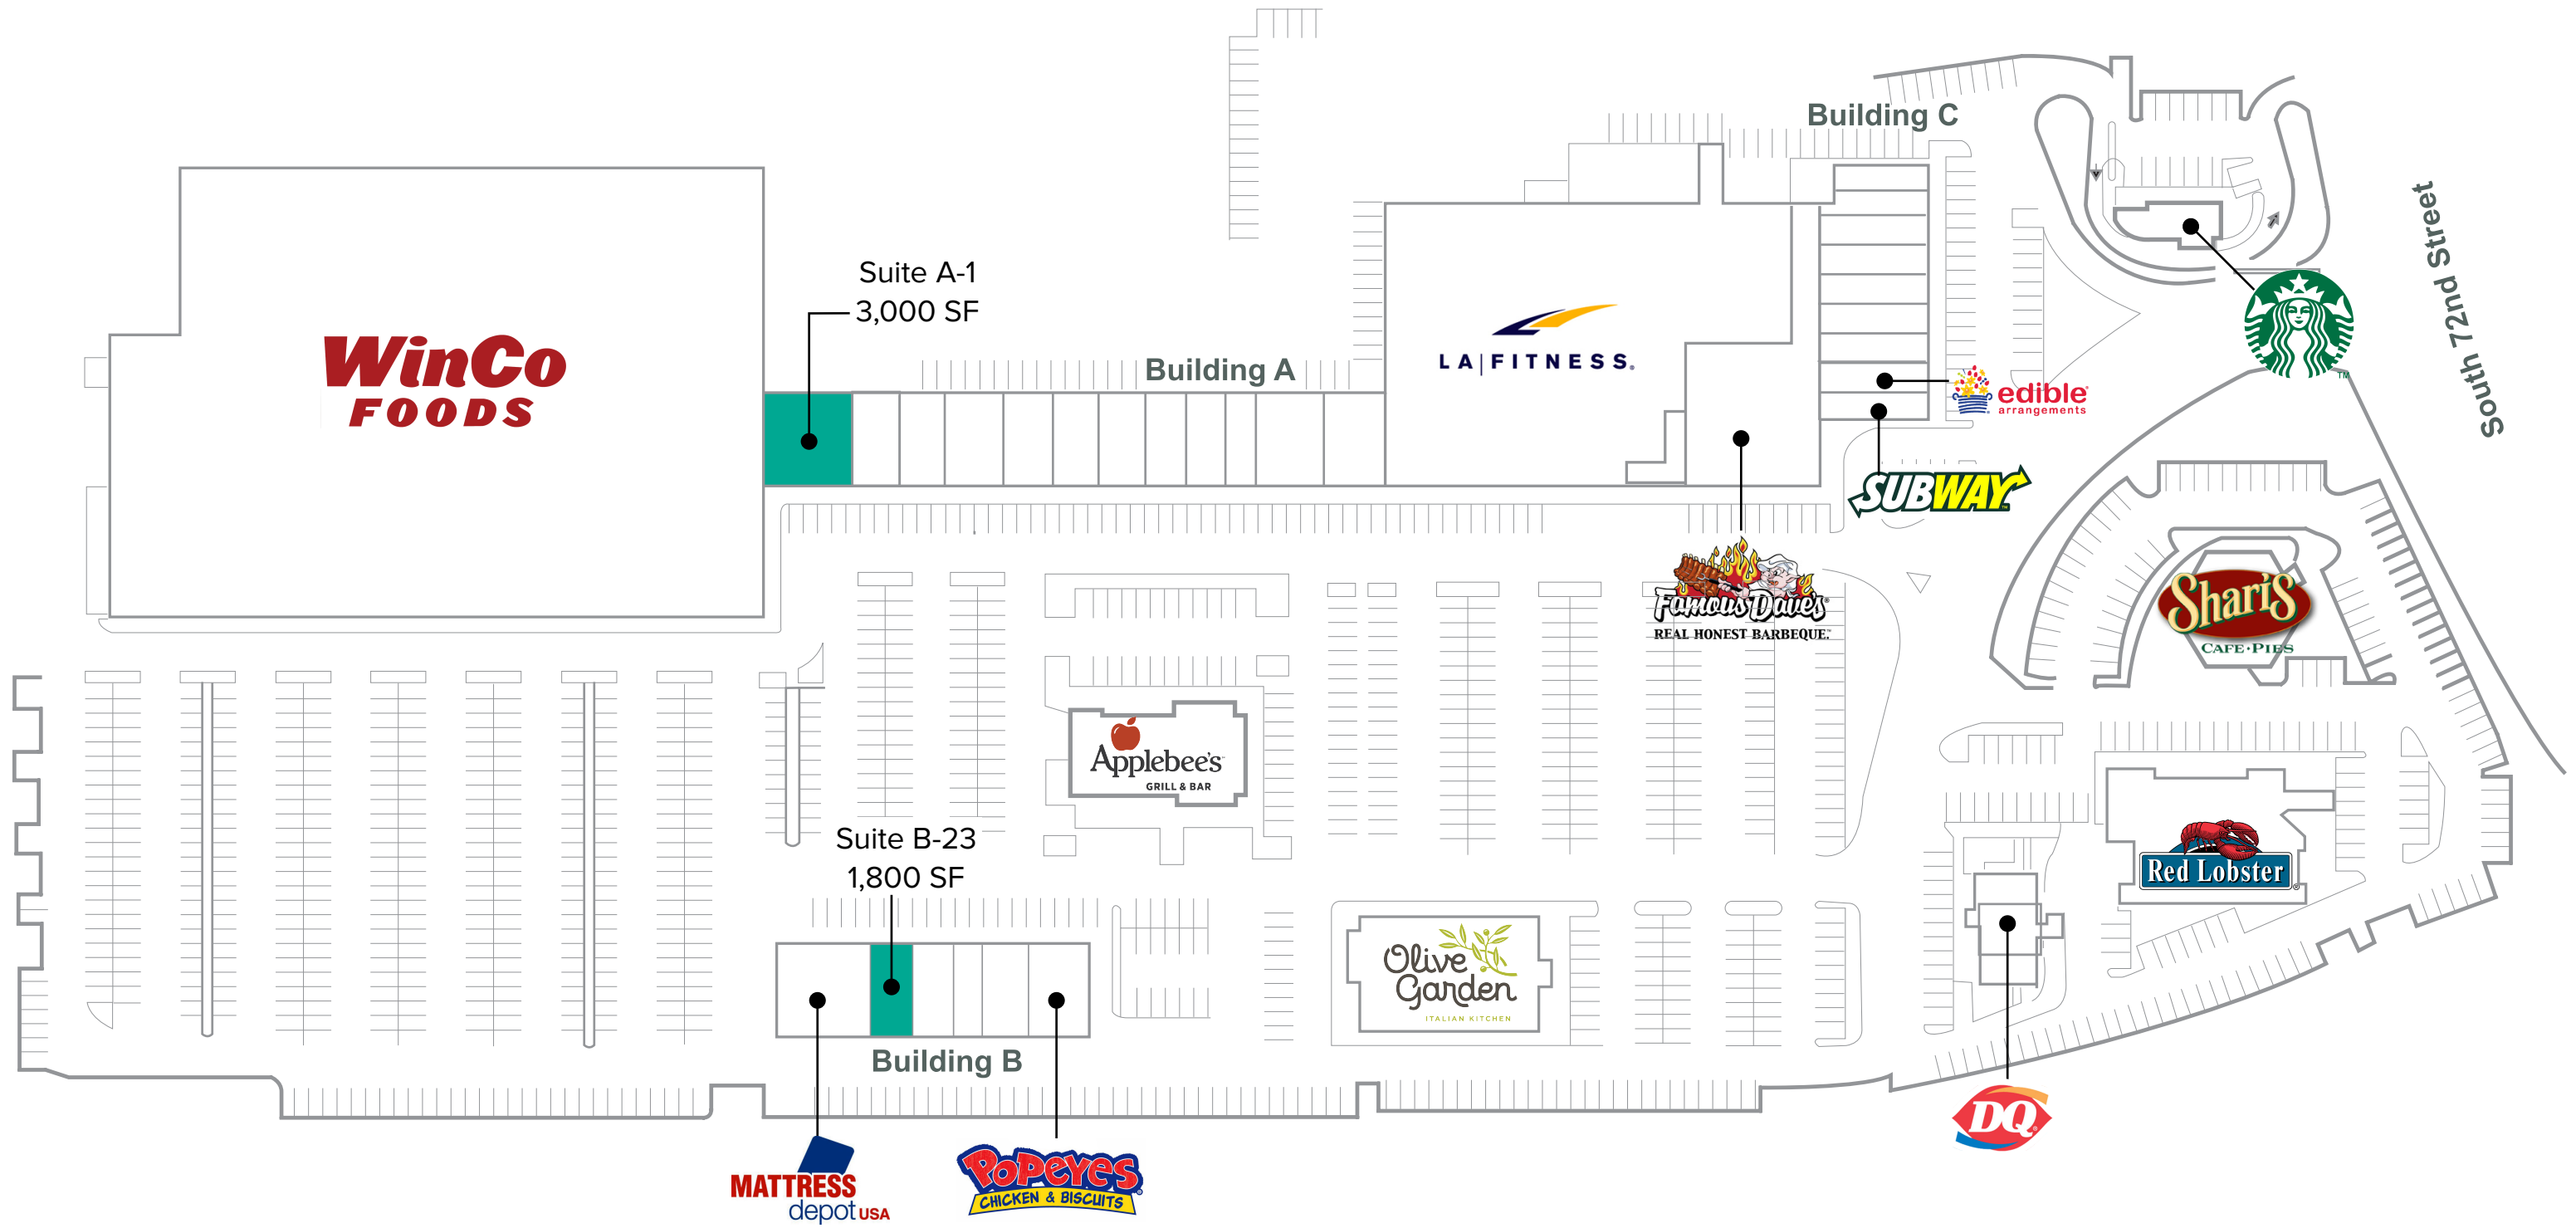 Building C
South 72nd Street
Suite A-1
3,000 SF
WinCo
FOODS
Building A
LA|FITNESS®
TM
edible®
arrangements
SUBWAY
Famous Dave's®
REAL HONEST BARBEQUE.™
Shari's
CAFE•PIES
Applebee's
GRILL & BAR
Suite B-23
1,800 SF
Red Lobster®
Olive
Garden
ITALIAN KITCHEN
Building B
DQ®
MATTRESS
depot USA
POPEYES®
CHICKEN & BISCUITS